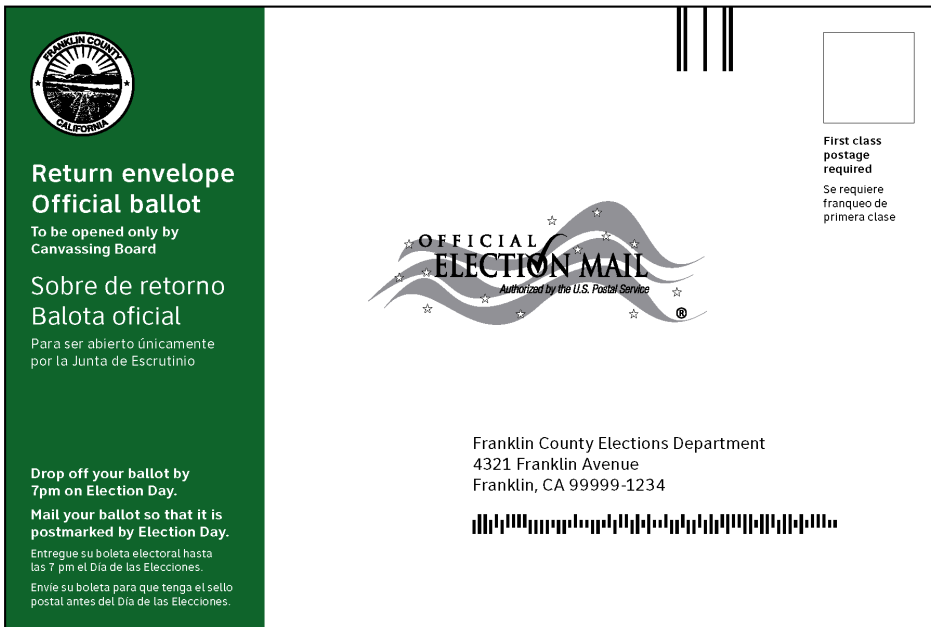 FRANKLIN COUNTY
CALIFORNIA
Return envelope
Official ballot
To be opened only by
Canvassing Board
Sobre de retorno
Balota oficial
Para ser abierto únicamente
por la Junta de Escrutinio
Drop off your ballot by
7pm on Election Day.
Mail your ballot so that it is
postmarked by Election Day.
Entregue su boleta electoral hasta
las 7 pm el Día de las Elecciones.
Envíe su boleta para que tenga el sello
postal antes del Día de las Elecciones.
First class
postage
required
Se requiere
franqueo de
primera clase
OFFICIAL
ELECTION MAIL
Authorized by the U.S. Postal Service
®
Franklin County Elections Department
4321 Franklin Avenue
Franklin, CA 99999-1234